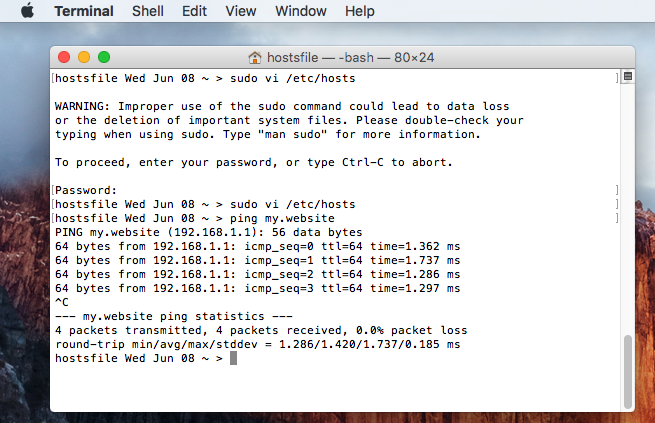 Terminal Shell Edit View Window Help
hostsfile — -bash — 80×24
[hostsfile Wed Jun 08 ~ > sudo vi /etc/hosts ]
WARNING: Improper use of the sudo command could lead to data loss
or the deletion of important system files. Please double-check your
typing when using sudo. Type "man sudo" for more information.
To proceed, enter your password, or type Ctrl-C to abort.
[Password: ]
[hostsfile Wed Jun 08 ~ > sudo vi /etc/hosts ]
[hostsfile Wed Jun 08 ~ > ping my.website ]
PING my.website (192.168.1.1): 56 data bytes
64 bytes from 192.168.1.1: icmp_seq=0 ttl=64 time=1.362 ms
64 bytes from 192.168.1.1: icmp_seq=1 ttl=64 time=1.737 ms
64 bytes from 192.168.1.1: icmp_seq=2 ttl=64 time=1.286 ms
64 bytes from 192.168.1.1: icmp_seq=3 ttl=64 time=1.297 ms
^C
--- my.website ping statistics ---
4 packets transmitted, 4 packets received, 0.0% packet loss
round-trip min/avg/max/stddev = 1.286/1.420/1.737/0.185 ms
hostsfile Wed Jun 08 ~ >